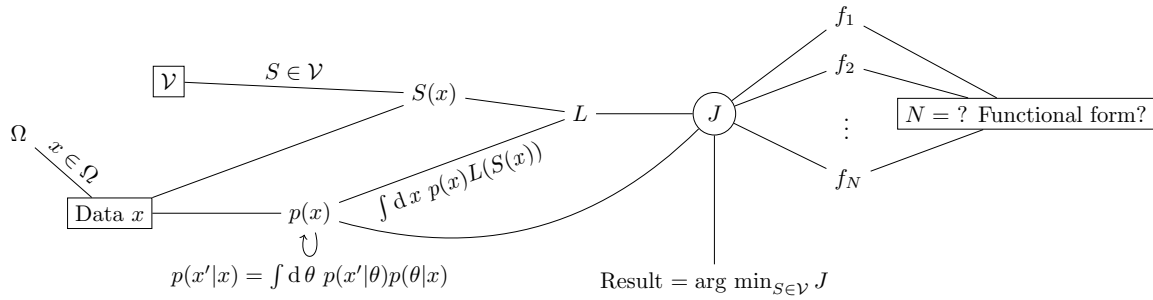 f_1
f_2
⋮
f_N
𝒱
S ∈ 𝒱
S(x)
L
J
N = ? Functional form?
Ω
x ∈ Ω
Data x
p(x)
∫ d x p(x)L(S(x))
p(x'|x) = ∫ d θ p(x'|θ)p(θ|x)
Result = arg min_{S∈𝒱} J